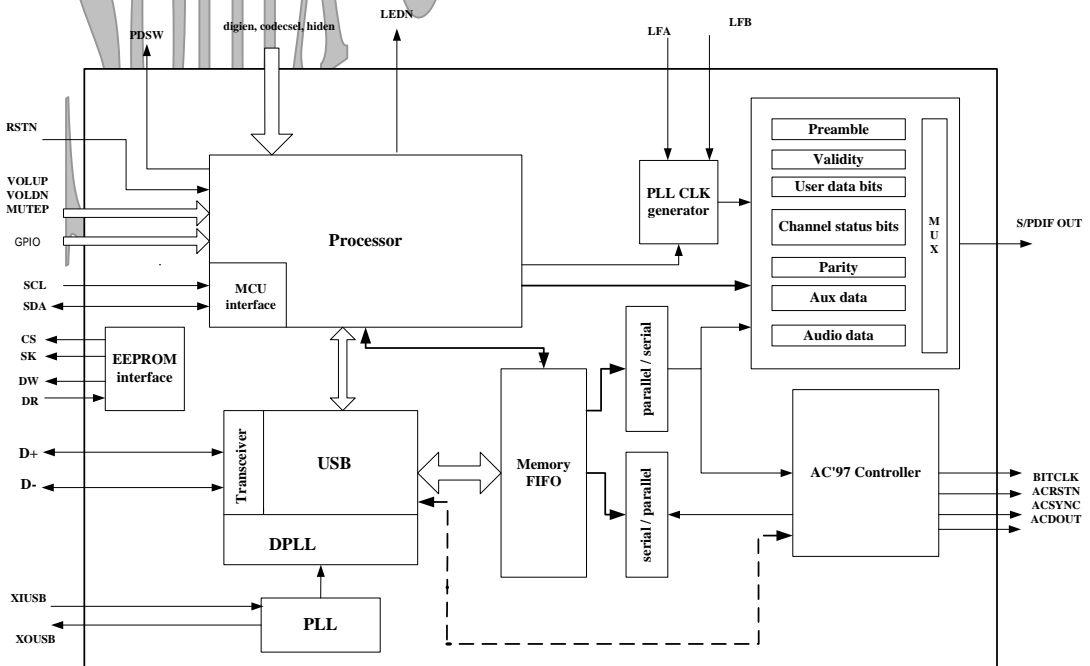 LEDN
digien, codecsel, hiden
LFB
LFA
PDSW
RSTN
VOLUP
VOLDN
MUTEP
GPIO
SCL
SDA
CS
SK
DW
DR
D+
D-
XIUSB
XOUSB
Processor
MCU
interface
EEPROM
interface
Transceiver
USB
DPLL
PLL
Memory
FIFO
PLL CLK
generator
parallel / serial
serial / parallel
Preamble
Validity
User data bits
Channel status bits
Parity
Aux data
Audio data
M
U
X
S/PDIF OUT
AC'97 Controller
BITCLK
ACRSTN
ACSYNC
ACDOUT